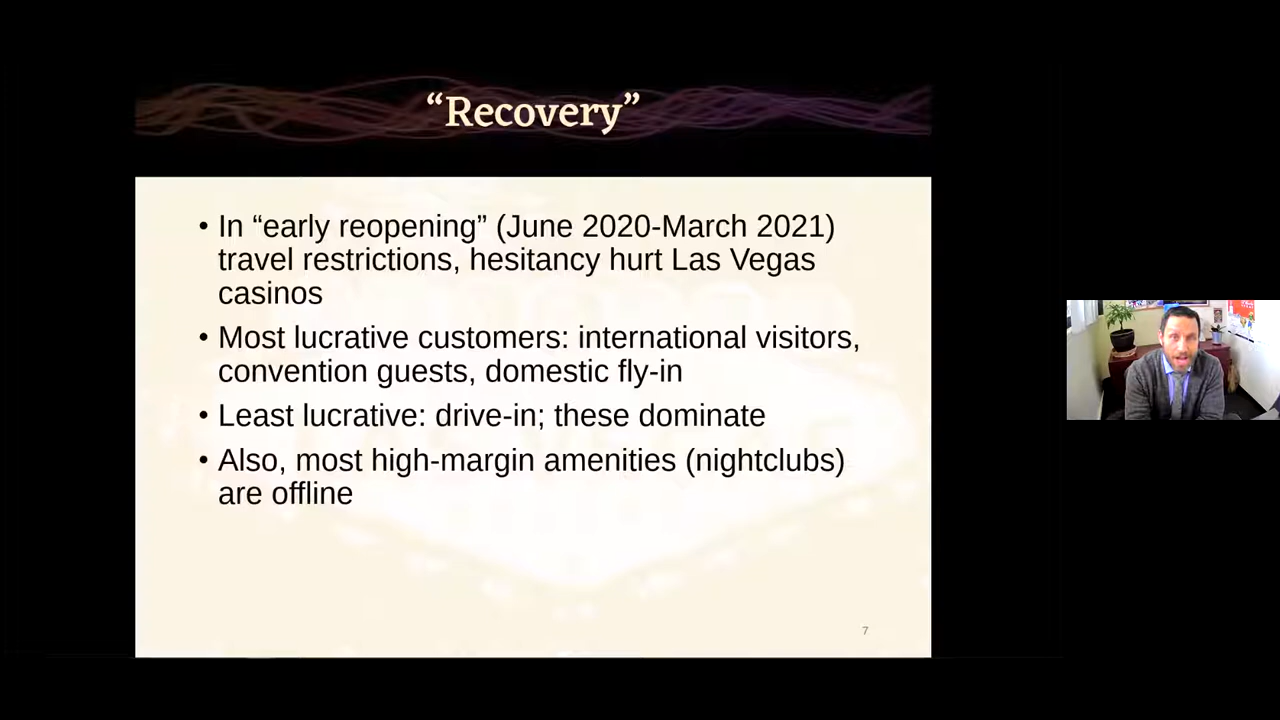 “Recovery”
• In “early reopening” (June 2020-March 2021)
travel restrictions, hesitancy hurt Las Vegas
casinos
• Most lucrative customers: international visitors,
convention guests, domestic fly-in
• Least lucrative: drive-in; these dominate
• Also, most high-margin amenities (nightclubs)
are offline
7